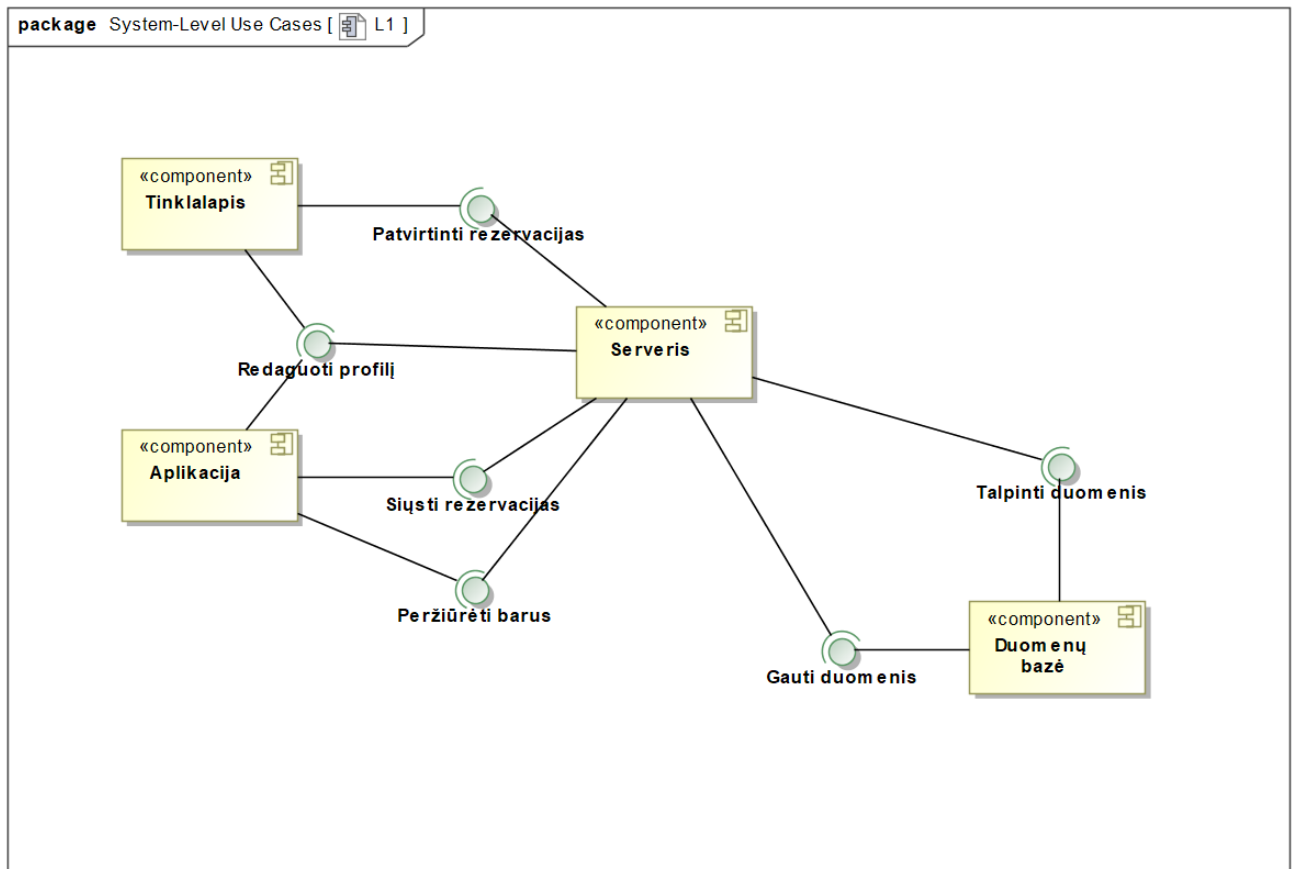 package System-Level Use Cases [ L1 ]
«component»
Tinklalapis
Patvirtinti rezervacijas
«component»
Serveris
Redaguoti profilį
«component»
Aplikacija
Siųsti rezervacijas
Talpinti duomenis
Peržiūrėti barus
«component»
Duomenų
bazė
Gauti duomenis